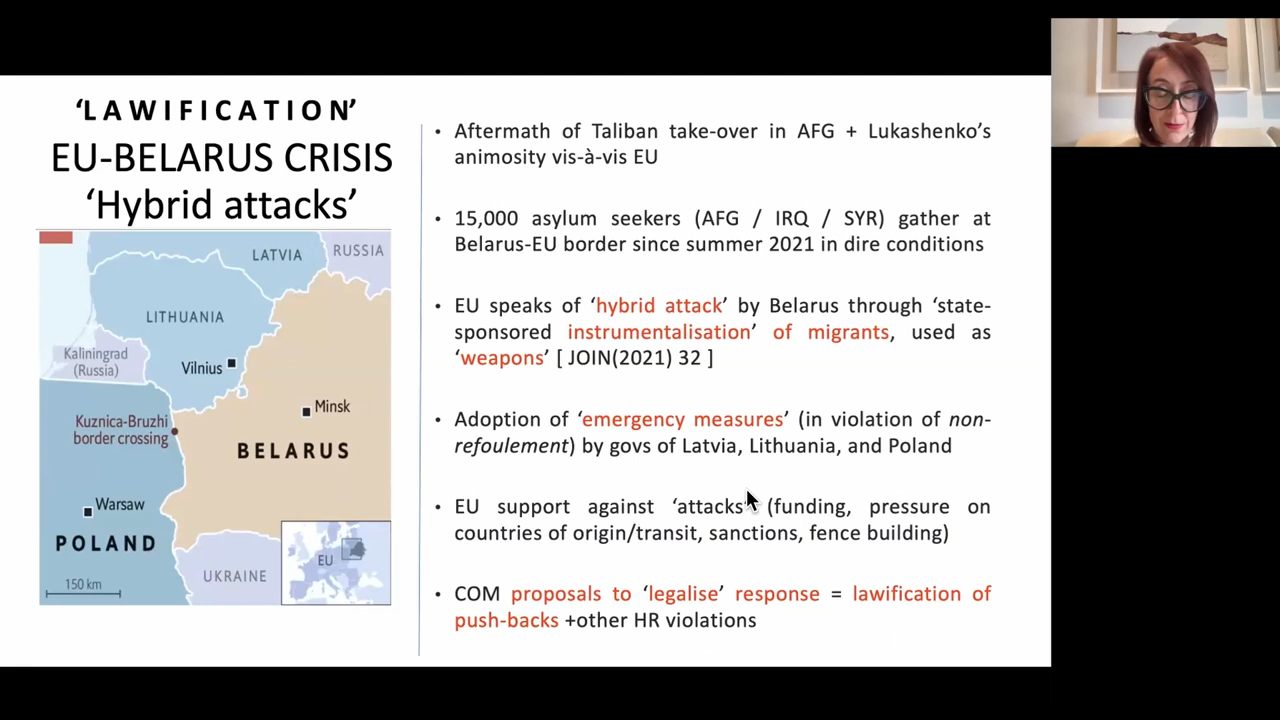 ‘LAWIFICATION’
EU-BELARUS CRISIS
‘Hybrid attacks’
LATVIA
RUSSIA
LITHUANIA
Kaliningrad
(Russia)
Vilnius
Minsk
Kuznica-Bruzhi
border crossing
BELARUS
Warsaw
POLAND
EU
UKRAINE
150 km
• Aftermath of Taliban take-over in AFG + Lukashenko’s
animosity vis-à-vis EU
• 15,000 asylum seekers (AFG / IRQ / SYR) gather at
Belarus-EU border since summer 2021 in dire conditions
• EU speaks of ‘hybrid attack’ by Belarus through ‘state-
sponsored instrumentalisation’ of migrants, used as
‘weapons’ [ JOIN(2021) 32 ]
• Adoption of ‘emergency measures’ (in violation of non-
refoulement) by govs of Latvia, Lithuania, and Poland
• EU support against ‘attacks’ (funding, pressure on
countries of origin/transit, sanctions, fence building)
• COM proposals to ‘legalise’ response = lawification of
push-backs +other HR violations